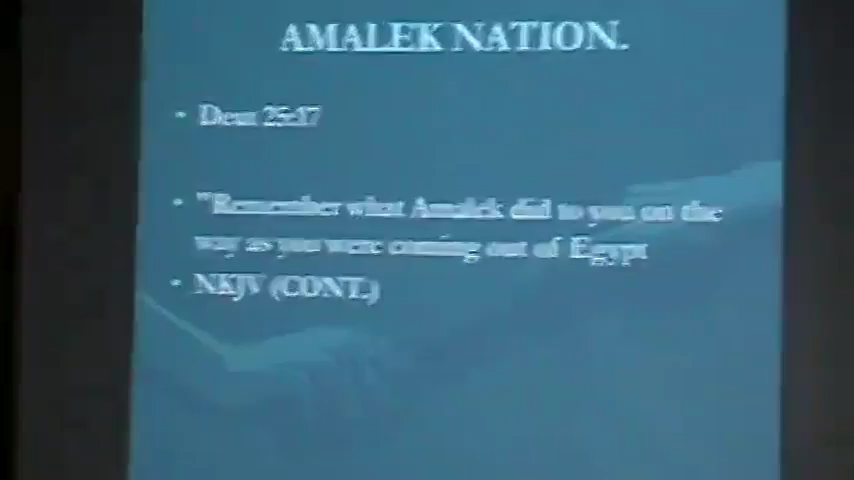 AMALEK NATION.
• Deut 25:17
• "Remember what Amalek did to you on the
way as you were coming out of Egypt
• NKJV (CONT.)